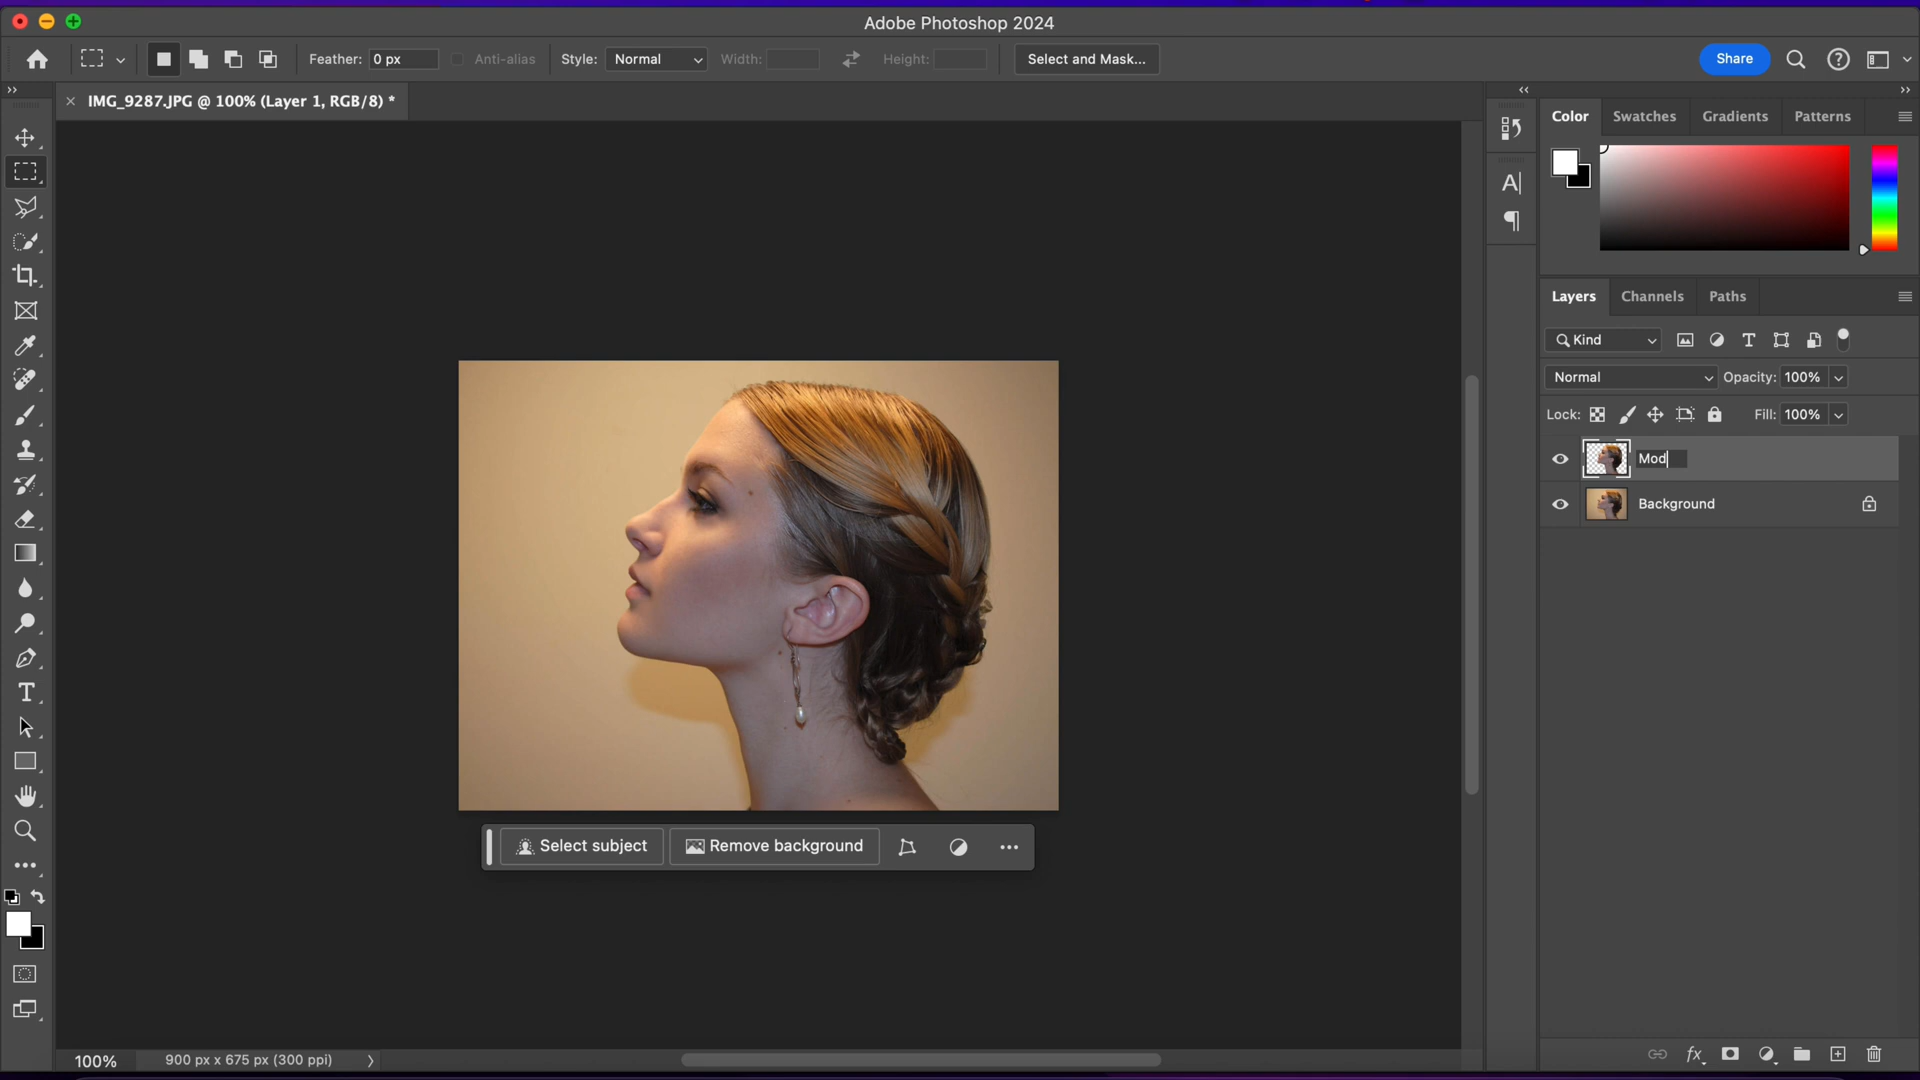 Adobe Photoshop 2024
Feather: 0 px Anti-alias Style: Normal Width: Height: Select and Mask... Share
IMG_9287.JPG @ 100% (Layer 1, RGB/8) *
Color Swatches Gradients Patterns
Layers Channels Paths
Kind
Normal Opacity: 100%
Lock: Fill: 100%
Mod
Background
Select subject Remove background
100% 900 px x 675 px (300 ppi)